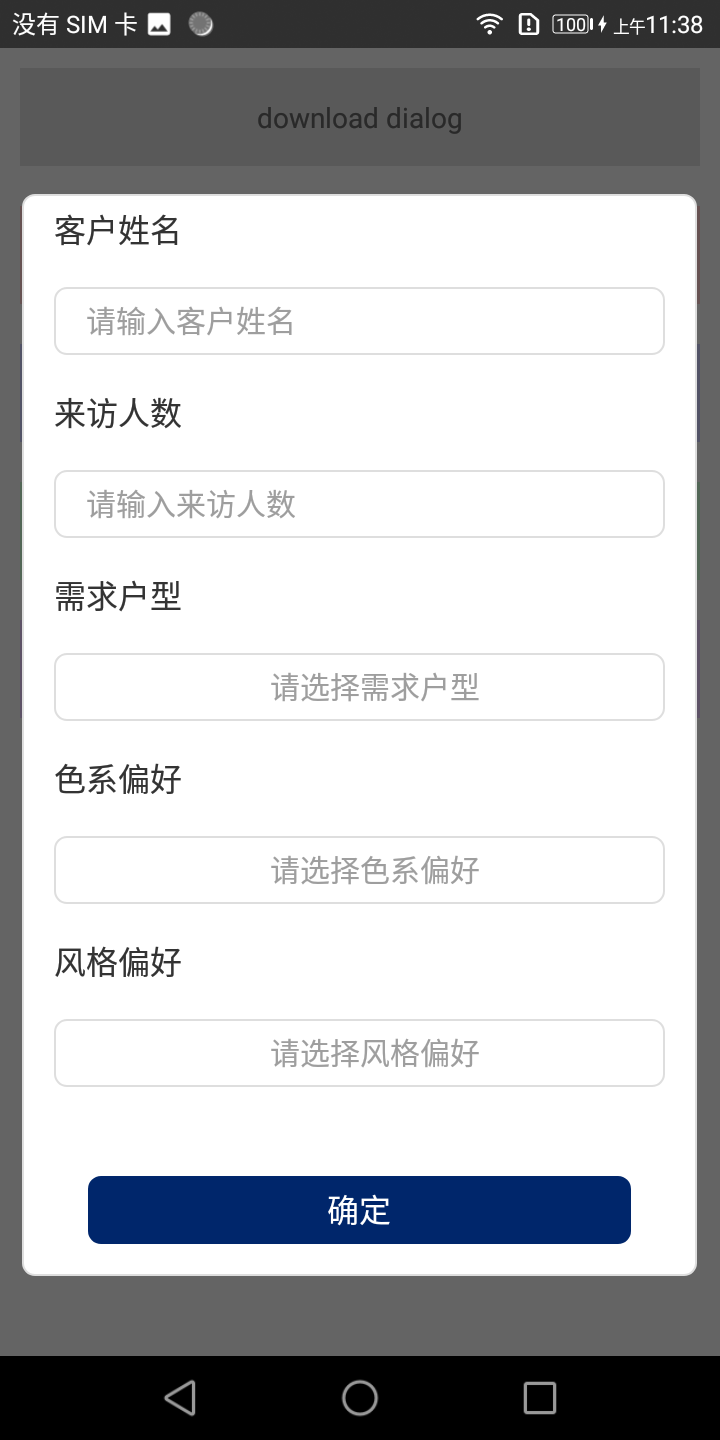 没有 SIM 卡 100 上午11:38
download dialog
客户姓名
请输入客户姓名
来访人数
请输入来访人数
需求户型
请选择需求户型
色系偏好
请选择色系偏好
风格偏好
请选择风格偏好
确定